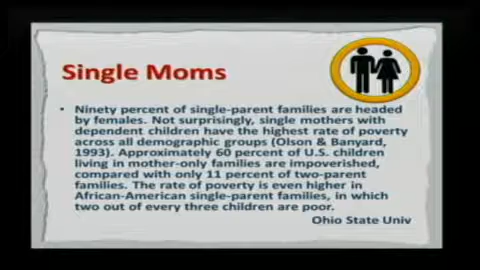 Single Moms
• Ninety percent of single-parent families are headed
by females. Not surprisingly, single mothers with
dependent children have the highest rate of poverty
across all demographic groups (Olson & Banyard,
1993). Approximately 60 percent of U.S. children
living in mother-only families are impoverished,
compared with only 11 percent of two-parent
families. The rate of poverty is even higher in
African-American single-parent families, in which
two out of every three children are poor.
Ohio State Univ